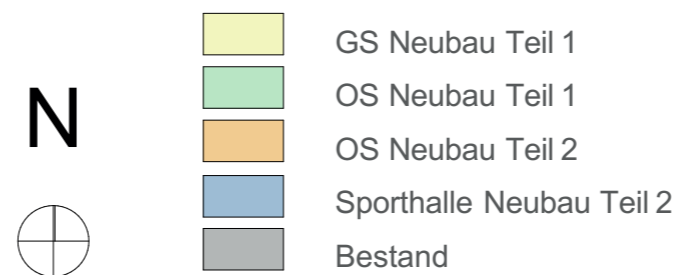 N
GS Neubau Teil 1
OS Neubau Teil 1
OS Neubau Teil 2
Sporthalle Neubau Teil 2
Bestand